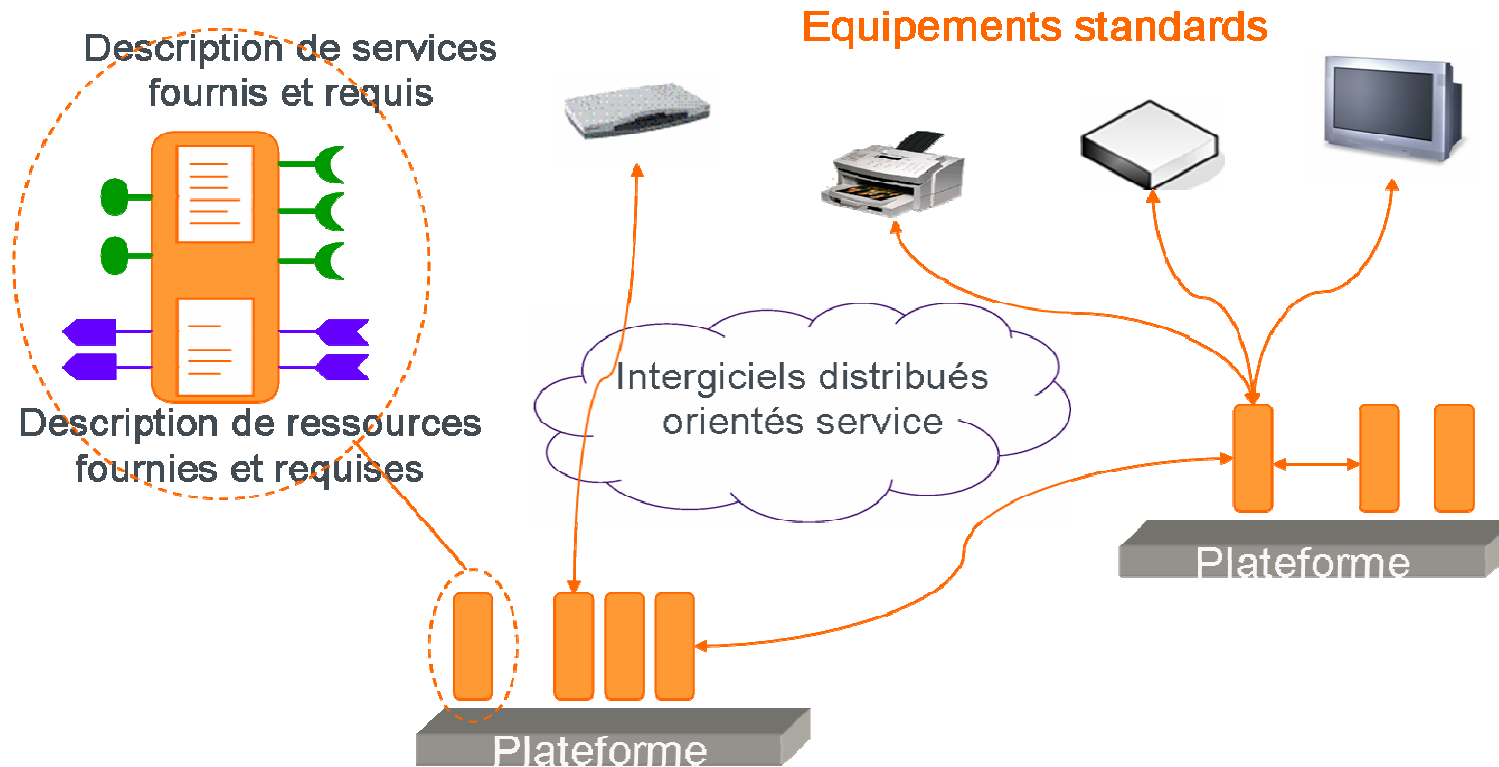 Equipements standards
Description de services
fournis et requis
Description de ressources
fournies et requises
Intergiciels distribués
orientés service
Plateforme
Plateforme